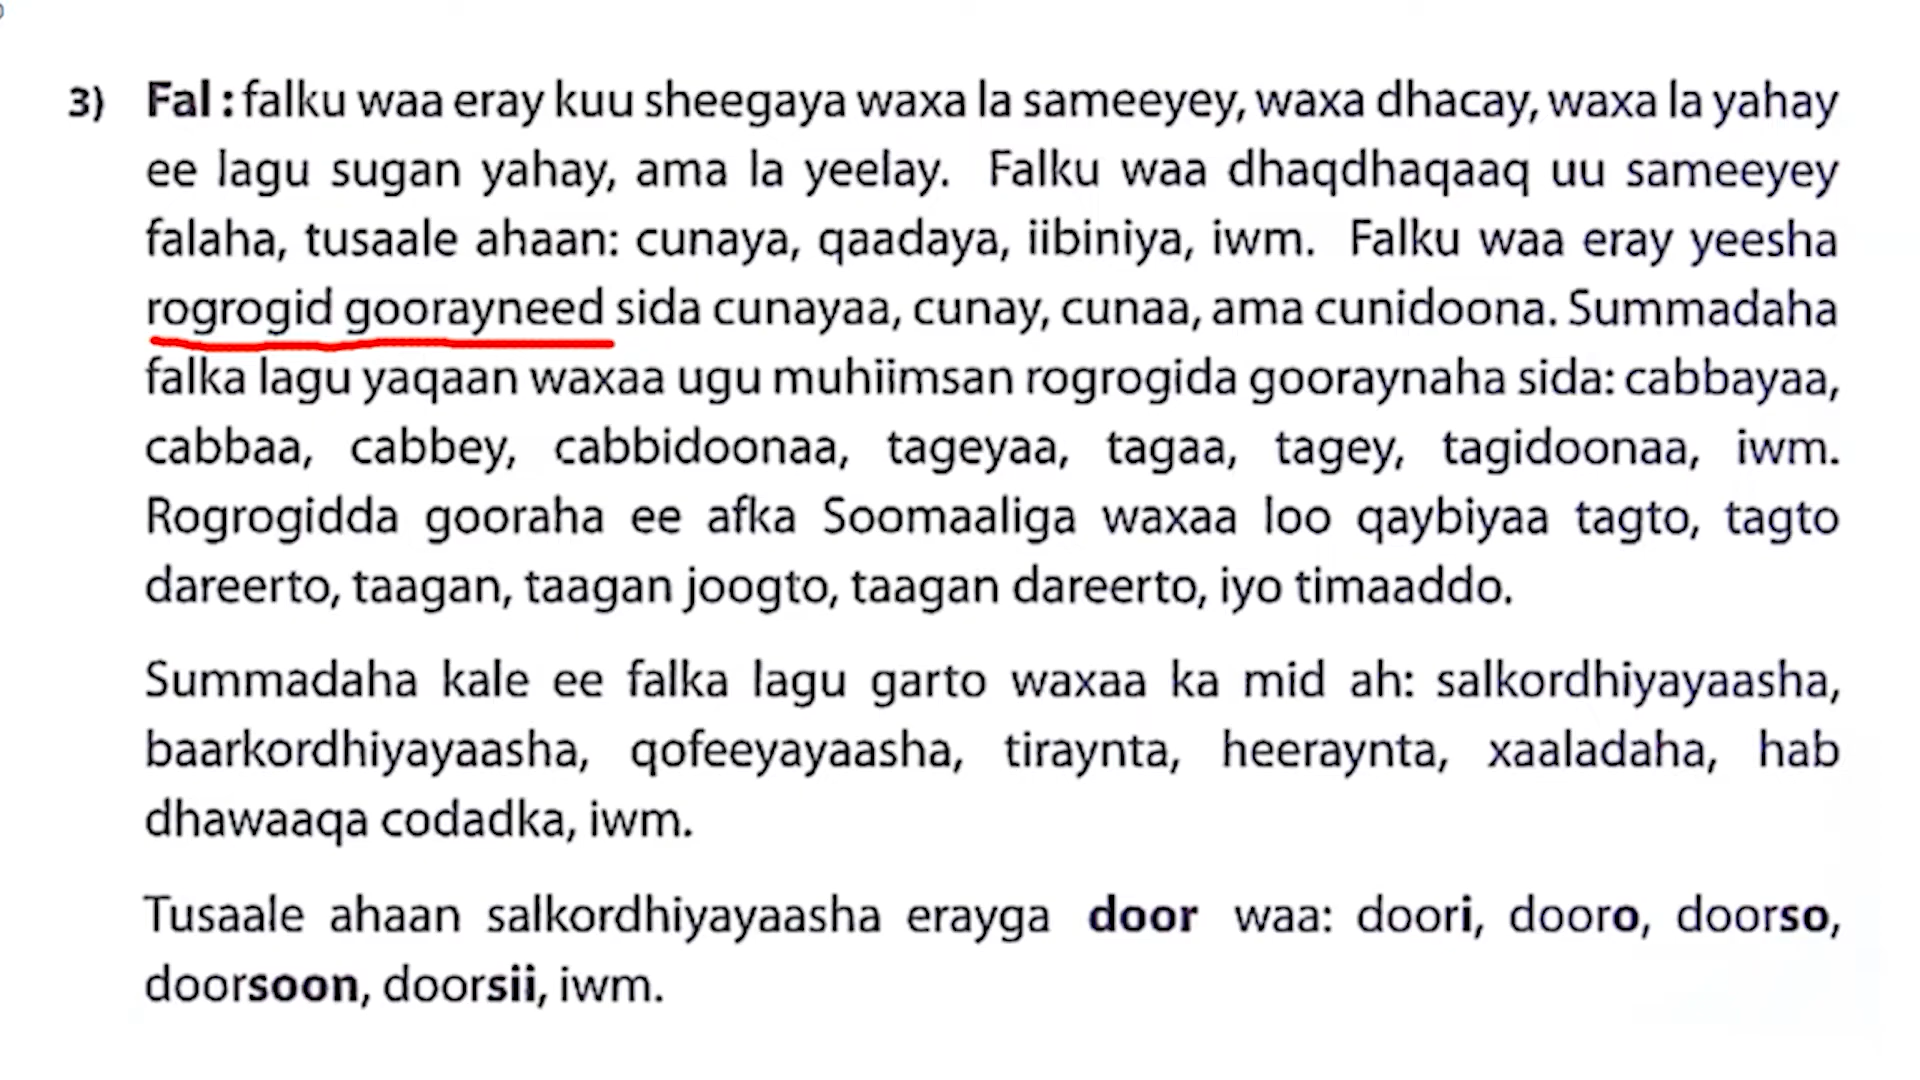 3) Fal : falku waa eray kuu sheegaya waxa la sameeyey, waxa dhacay, waxa la yahay
ee lagu sugan yahay, ama la yeelay. Falku waa dhaqdhaqaaq uu sameeyey
falaha, tusaale ahaan: cunaya, qaadaya, iibiniya, iwm. Falku waa eray yeesha
rogrogid goorayneed sida cunayaa, cunay, cunaa, ama cunidoona. Summadaha
falka lagu yaqaan waxaa ugu muhiimsan rogrogida gooraynaha sida: cabbayaa,
cabbaa, cabbey, cabbidoonaa, tageyaa, tagaa, tagey, tagidoonaa, iwm.
Rogrogidda gooraha ee afka Soomaaliga waxaa loo qaybiyaa tagto, tagto
dareerto, taagan, taagan joogto, taagan dareerto, iyo timaaddo.
Summadaha kale ee falka lagu garto waxaa ka mid ah: salkordhiyayaasha,
baarkordhiyayaasha, qofeeyayaasha, tiraynta, heeraynta, xaaladaha, hab
dhawaaqa codadka, iwm.
Tusaale ahaan salkordhiyayaasha erayga door waa: doori, dooro, doorso,
doorsoon, doorsii, iwm.